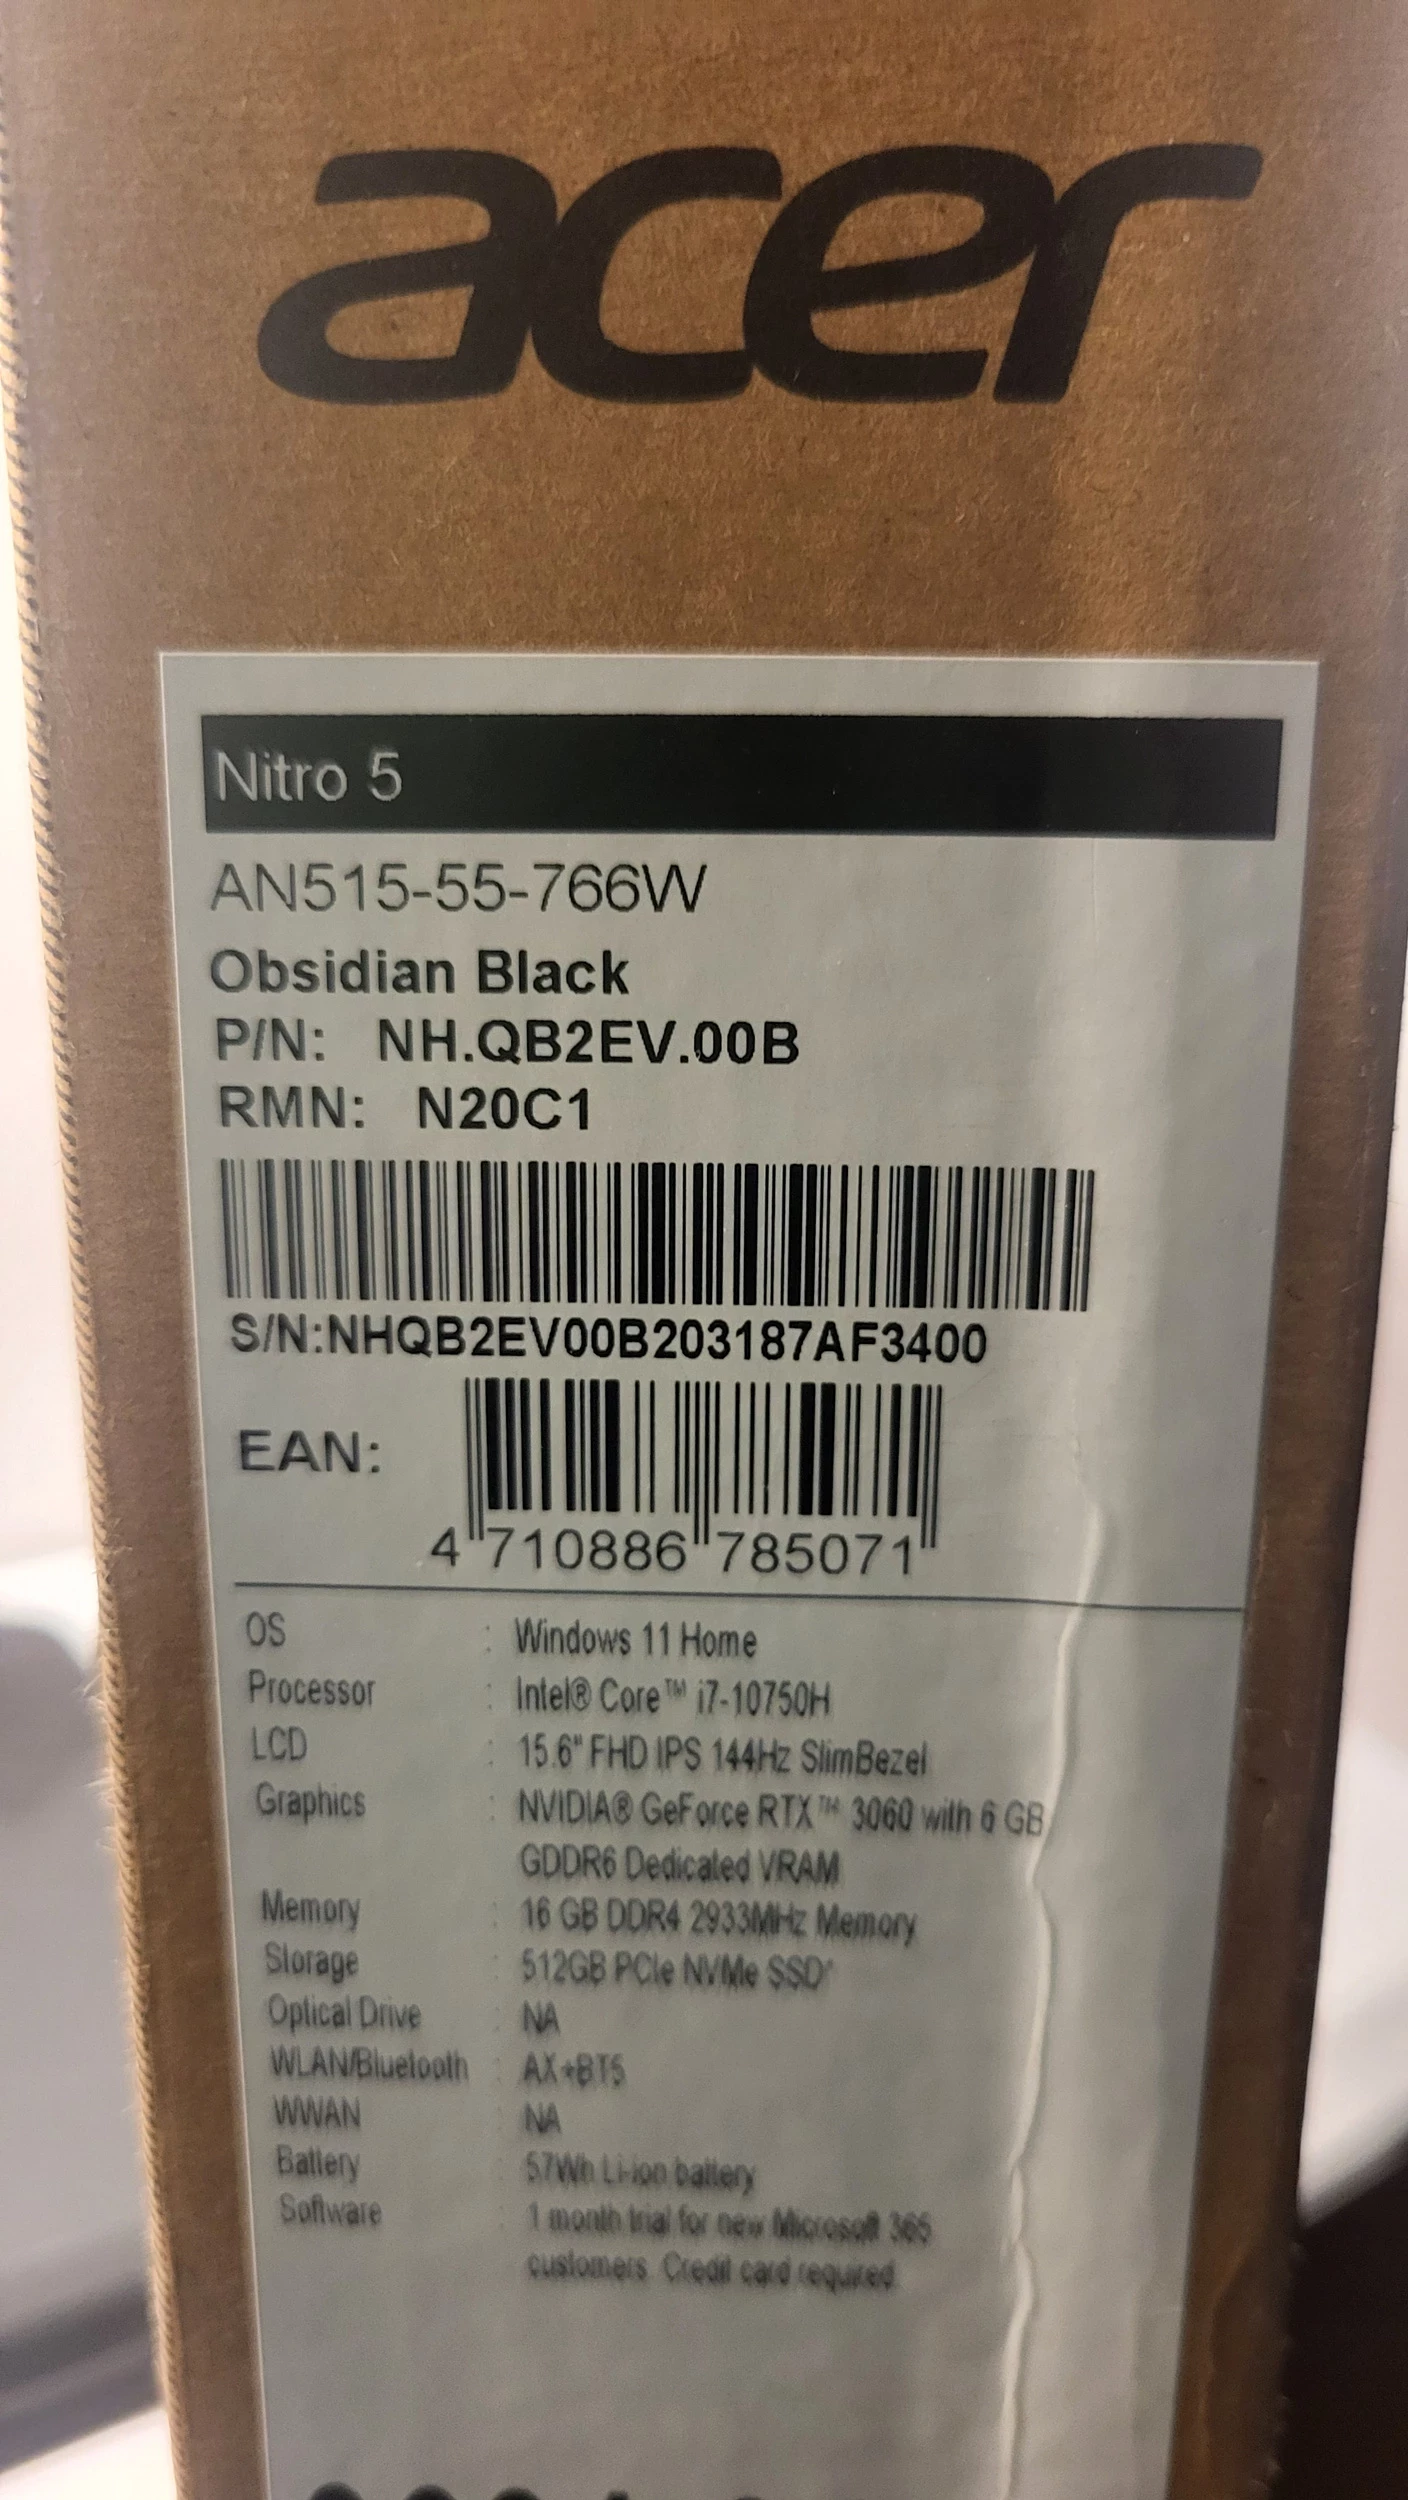 acer
Nitro 5
AN515-55-766W
Obsidian Black
P/N: NH.QB2EV.00B
RMN: N20C1
S/N:NHQB2EV00B203187AF3400
EAN:
4 710886 785071
OS : Windows 11 Home
Processor : Intel® Core™ i7-10750H
LCD : 15.6" FHD IPS 144Hz SlimBezel
Graphics : NVIDIA® GeForce RTX™ 3060 with 6 GB
GDDR6 Dedicated VRAM
Memory : 16 GB DDR4 2933MHz Memory
Storage : 512GB PCIe NVMe SSD
Optical Drive : NA
WLAN/Bluetooth : AX+BT5
WWAN : NA
Battery : 57Wh Li-ion battery
Software : 1 month trial for new Microsoft 365
customers. Credit card required